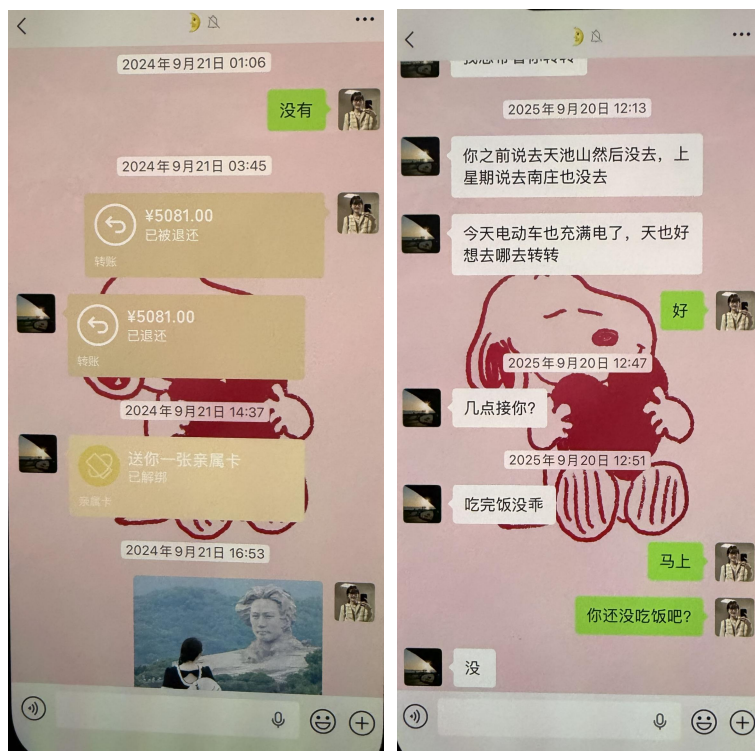 2024年9月21日 01:06
没有
2024年9月21日 03:45
¥5081.00
已被退还
转账
¥5081.00
已退还
转账
2024年9月21日 14:37
送你一张亲属卡
已解绑
亲属卡
2024年9月21日 16:53
2025年9月20日 12:13
你之前说去天池山然后没去，上
星期说去南庄也没去
今天电动车也充满电了，天也好
想去哪去转转
好
2025年9月20日 12:47
几点接你?
2025年9月20日 12:51
吃完饭没乖
马上
你还没吃饭吧?
没